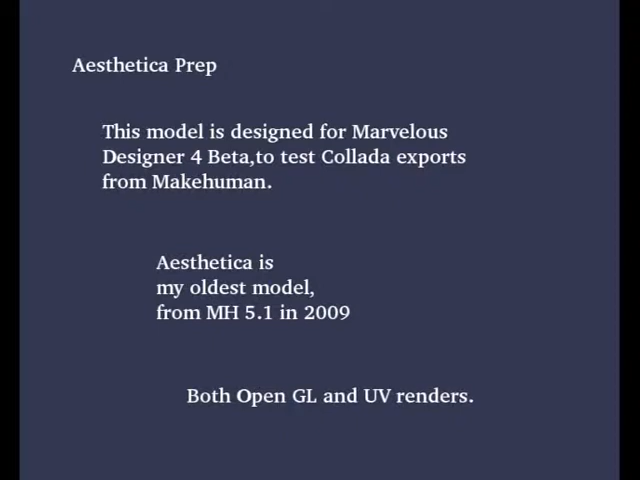 Aesthetica Prep
This model is designed for Marvelous
Designer 4 Beta,to test Collada exports
from Makehuman.
Aesthetica is
my oldest model,
from MH 5.1 in 2009
Both Open GL and UV renders.